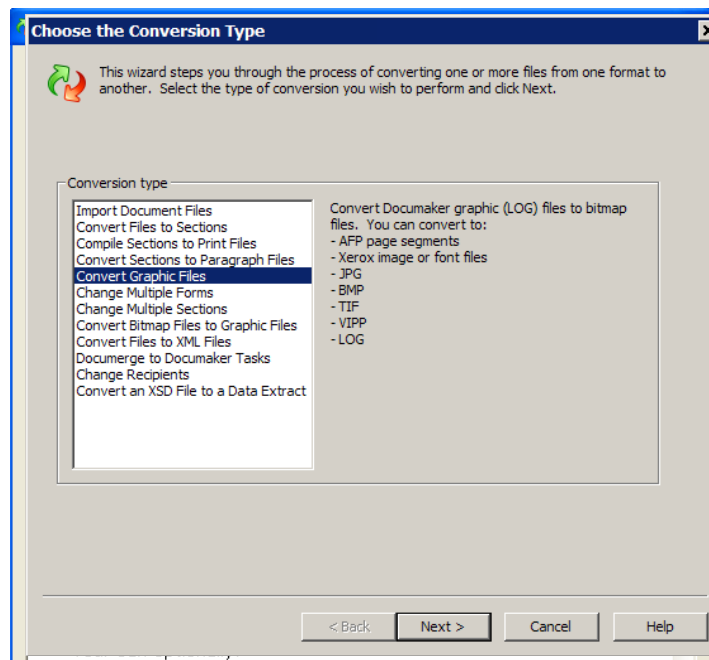 Choose the Conversion Type
This wizard steps you through the process of converting one or more files from one format to
another. Select the type of conversion you wish to perform and click Next.
Conversion type
Import Document Files
Convert Files to Sections
Compile Sections to Print Files
Convert Sections to Paragraph Files
Convert Graphic Files
Change Multiple Forms
Change Multiple Sections
Convert Bitmap Files to Graphic Files
Convert Files to XML Files
Documerge to Documaker Tasks
Change Recipients
Convert an XSD File to a Data Extract
Convert Documaker graphic (LOG) files to bitmap
files. You can convert to:
- AFP page segments
- Xerox image or font files
- JPG
- BMP
- TIF
- VIPP
- LOG
< Back
Next >
Cancel
Help